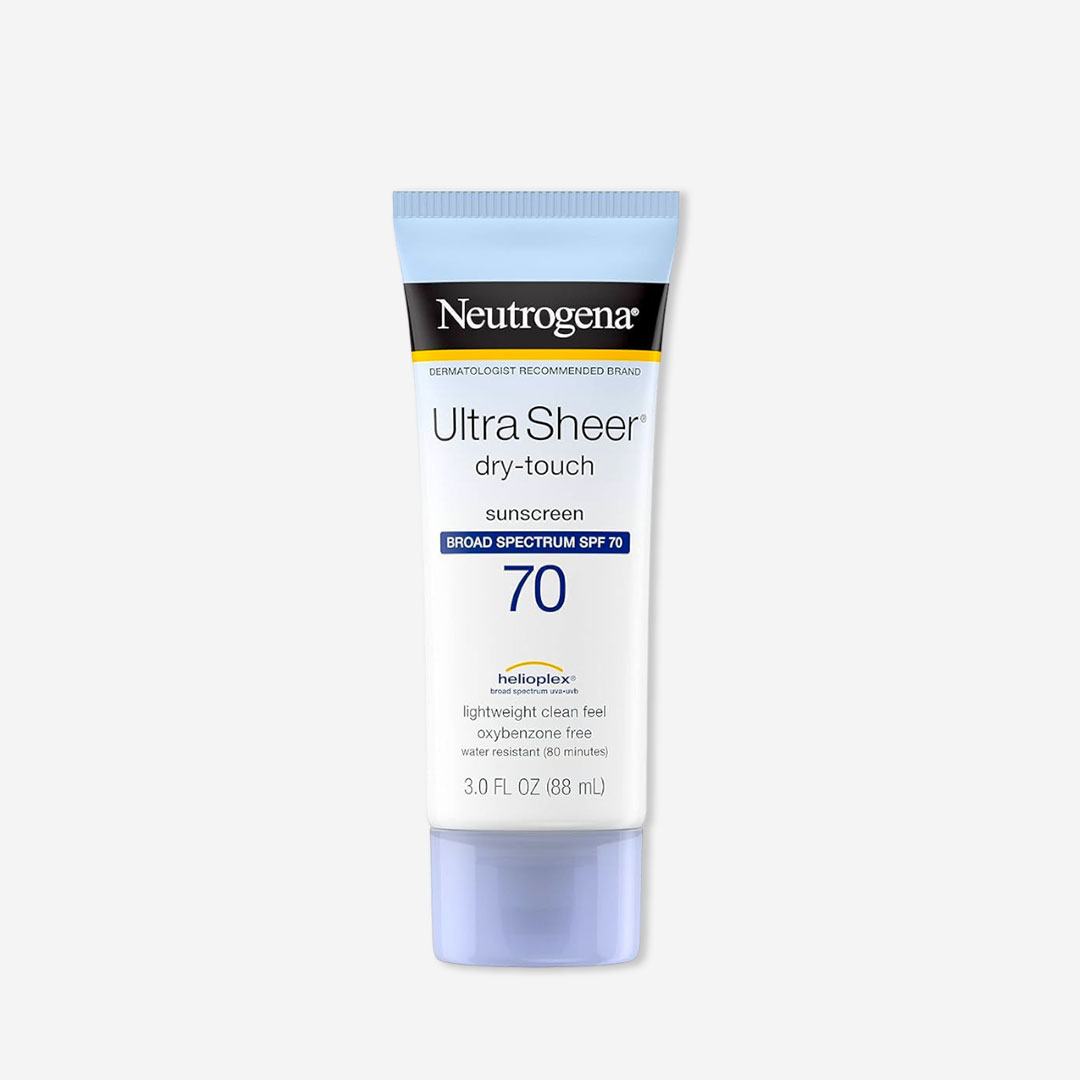 Neutrogena®
DERMATOLOGIST RECOMMENDED BRAND
Ultra Sheer®
dry-touch
sunscreen
BROAD SPECTRUM SPF 70
70
helioplex®
broad spectrum uva•uvb
lightweight clean feel
oxybenzone free
water resistant (80 minutes)
3.0 FL OZ (88 mL)